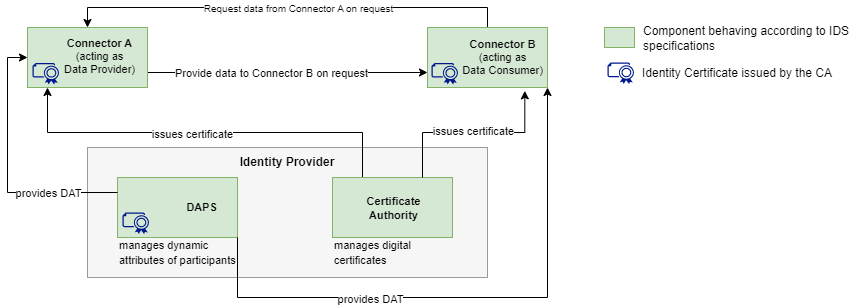 Request data from Connector A on request
Connector A
(acting as
Data Provider)
Connector B
(acting as
Data Consumer)
Component behaving according to IDS
specifications
Identity Certificate issued by the CA
Provide data to Connector B on request
issues certificate
issues certificate
Identity Provider
provides DAT
DAPS
Certificate
Authority
manages dynamic
attributes of participants
manages digital
certificates
provides DAT